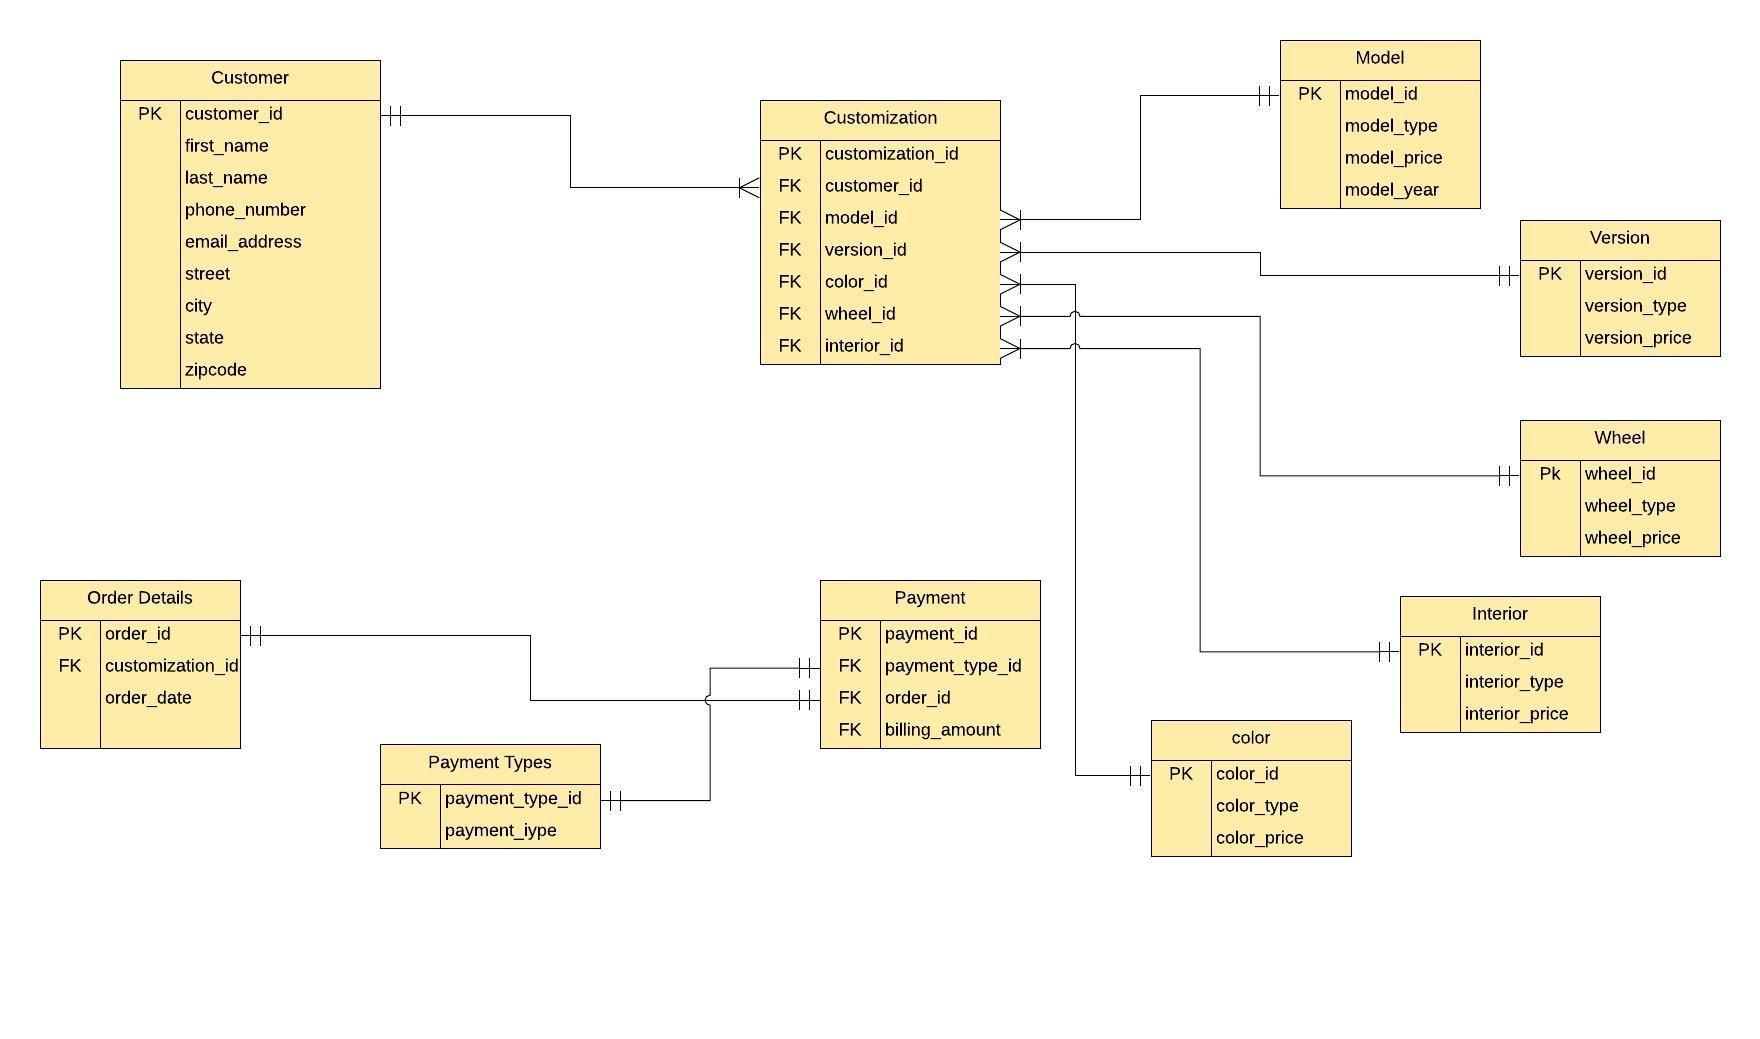 Customer
PK customer_id
first_name
last_name
phone_number
email_address
street
city
state
zipcode
Customization
PK customization_id
FK customer_id
FK model_id
FK version_id
FK color_id
FK wheel_id
FK interior_id
Model
PK model_id
model_type
model_price
model_year
Version
PK version_id
version_type
version_price
Wheel
Pk wheel_id
wheel_type
wheel_price
Order Details
PK order_id
FK customization_id
order_date
Payment
PK payment_id
FK payment_type_id
FK order_id
FK billing_amount
Interior
PK interior_id
interior_type
interior_price
Payment Types
PK payment_type_id
payment_iype
color
PK color_id
color_type
color_price